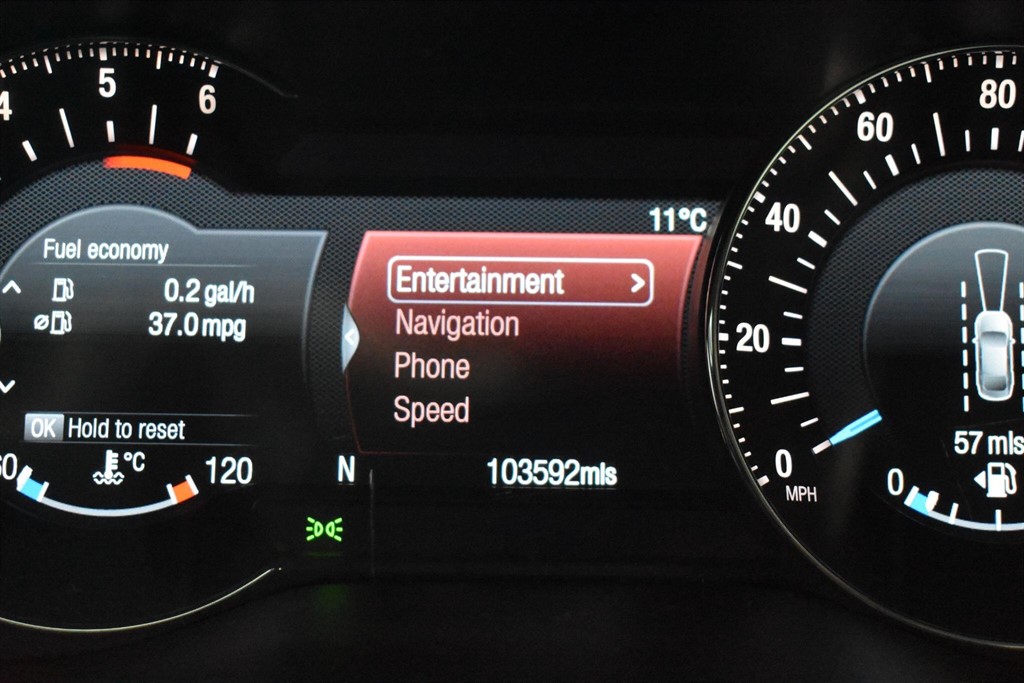 4 5 6
Fuel economy
0.2 gal/h
37.0 mpg
OK Hold to reset
60 °C 120
11°C
Entertainment >
Navigation
Phone
Speed
N 103592mls
80
60
40
20
0
MPH
57 mls
0